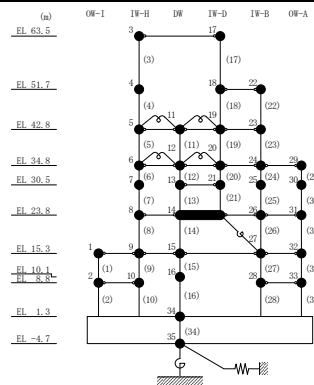 (m) OW-I IW-H DW IW-D IW-B OW-A
EL 63.5 3 17
(3) (17)
EL 51.7 4 18 22
(4) (18) (22)
EL 42.8 5 11 19 23
(5) (11) (19) (23)
EL 34.8 6 12 20 24 29
(6) (12) (20) (24)
EL 30.5 7 13 21 25 30
(7) (13) (21) (25)
EL 23.8 8 14 26 31
(8) (14) (26)
27
EL 15.3 1 9 15 32
(1) (9) (15) (27)
EL 10.1 16
EL 8.8 2 10 28 33
(2) (10) (16) (28)
EL 1.3 34
(34)
EL -4.7 35